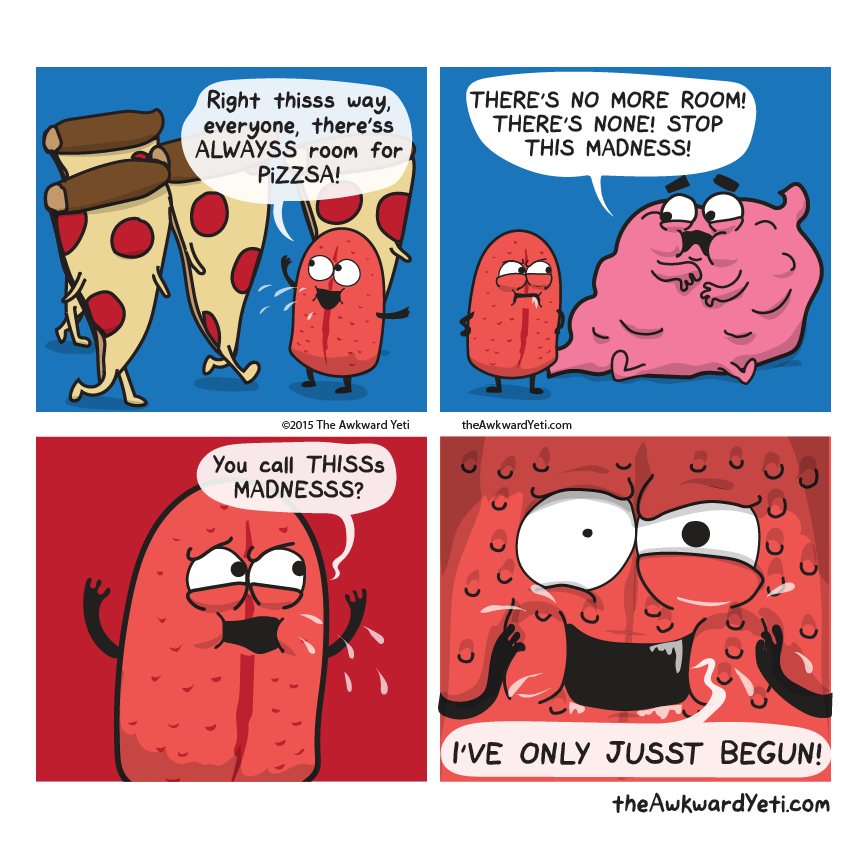 Right thisss way,
everyone, there'ss
ALWAYSS room for
PiZZSA!
THERE'S NO MORE ROOM!
THERE'S NONE! STOP
THIS MADNESS!
©2015 The Awkward Yeti
theAwkwardYeti.com
You call THISSs
MADNESSS?
I'VE ONLY JUSST BEGUN!
theAwkwardYeti.com